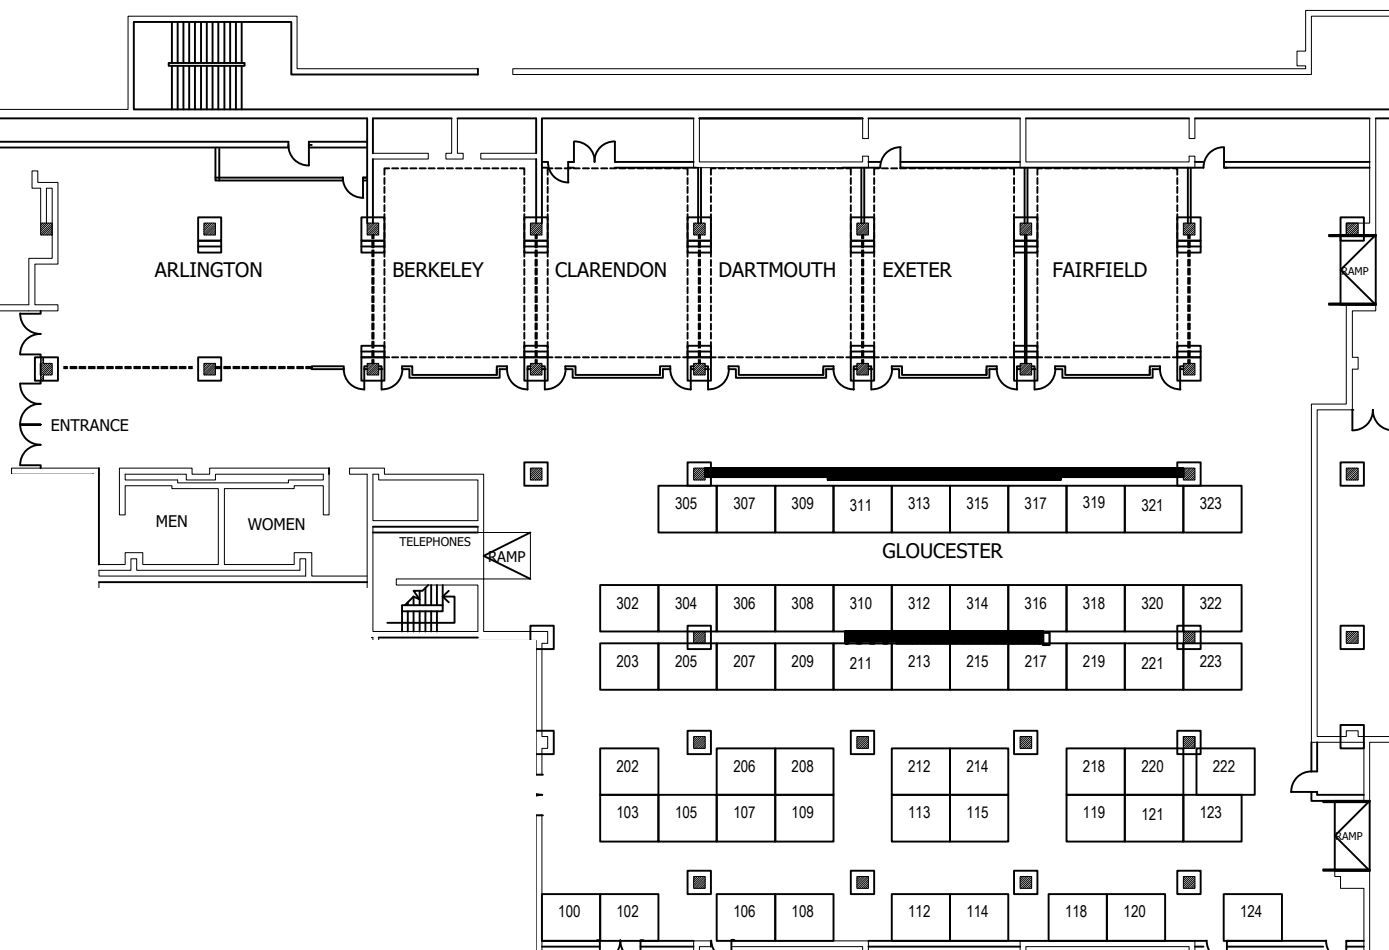 ARLINGTON BERKELEY CLARENDON DARTMOUTH EXETER FAIRFIELD RAMP
ENTRANCE
305 307 309 311 313 315 317 319 321 323
MEN WOMEN
TELEPHONES
RAMP GLOUCESTER
302 304 306 308 310 312 314 316 318 320 322
203 205 207 209 211 213 215 217 219 221 223
202 206 208 212 214 218 220 222
103 105 107 109 113 115 119 121 123
RAMP
100 102 106 108 112 114 118 120 124